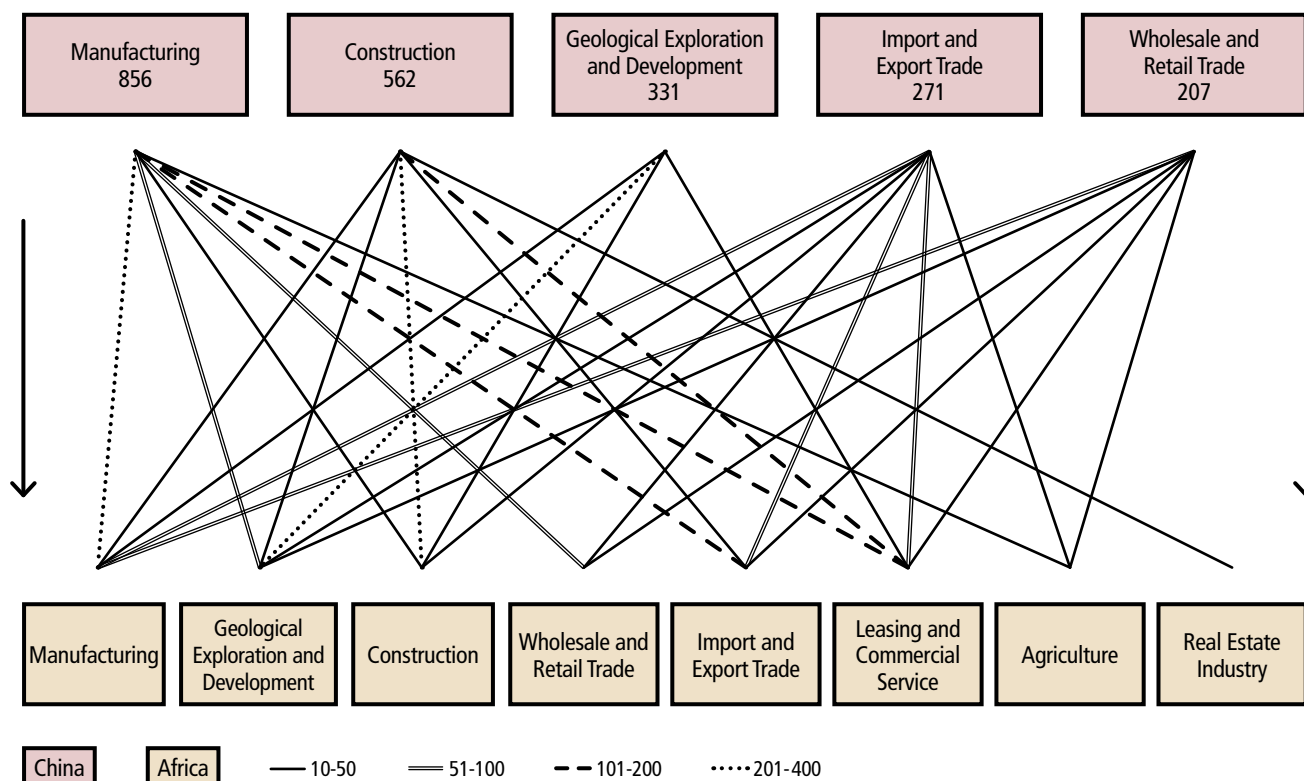 Manufacturing
856
Construction
562
Geological Exploration
and Development
331
Import and
Export Trade
271
Wholesale and
Retail Trade
207
Manufacturing
Geological
Exploration and
Development
Construction
Wholesale and
Retail Trade
Import and
Export Trade
Leasing and
Commercial
Service
Agriculture
Real Estate
Industry
China
Africa
10-50
51-100
101-200
201-400